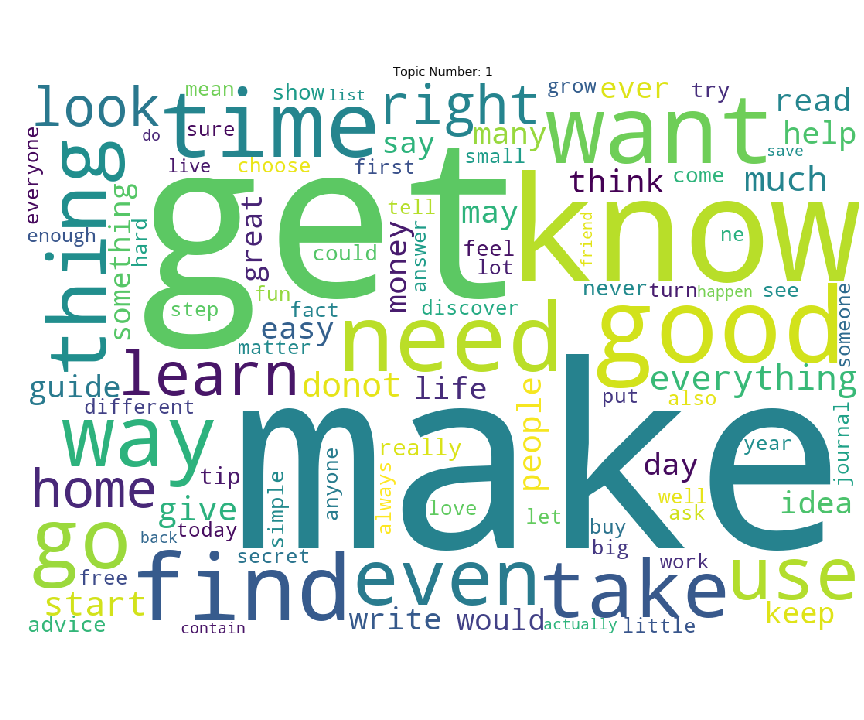 Topic Number: 1
mean
show
list
grow
ever
try
look
time
right
want
read
do
sure
say
many
help
save
everyone
live
choose
first
small
think
come
much
thing
get
know
something
hard
great
tell
may
friend
ne
enough
could
money
answer
feel
lot
never
turn
happen
see
someone
step
fun
fact
discover
easy
need
good
matter
learn
guide
donot
life
everything
different
put
also
way
make
people
journal
really
year
home
tip
simple
anyone
always
day
well
idea
give
love
let
ask
go
today
back
buy
secret
big
work
free
find
even
take
use
start
keep
advice
contain
write
would
actually
little